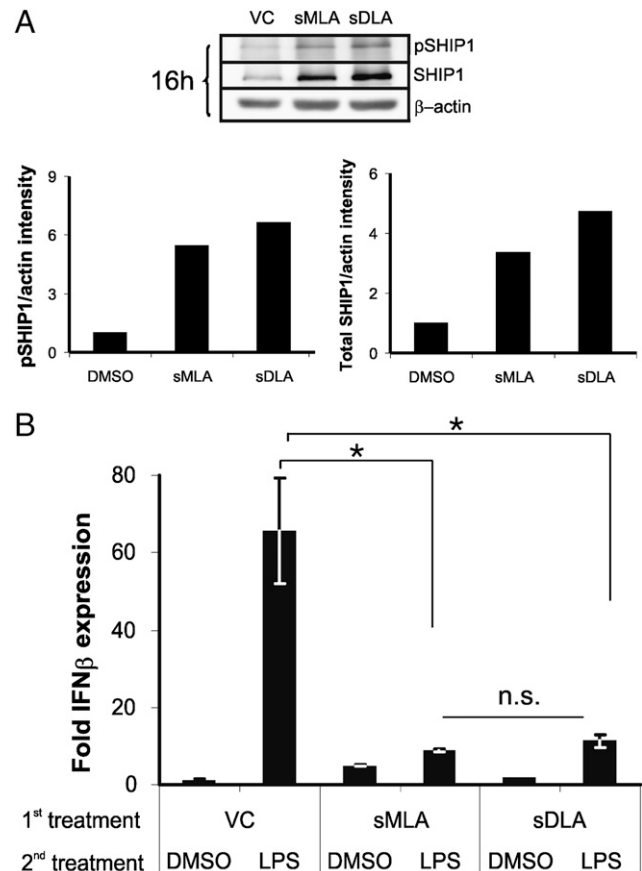 A
VC sMLA sDLA
pSHIP1
16h
SHIP1
β–actin
pSHIP1/actin intensity
9
6
3
0
DMSO sMLA sDLA
Total SHIP1/actin intensity
6
4
2
0
DMSO sMLA sDLA
B
*
*
Fold IFNβ expression
80
60
40
20
0
n.s.
1st treatment VC sMLA sDLA
2nd treatment DMSO LPS DMSO LPS DMSO LPS